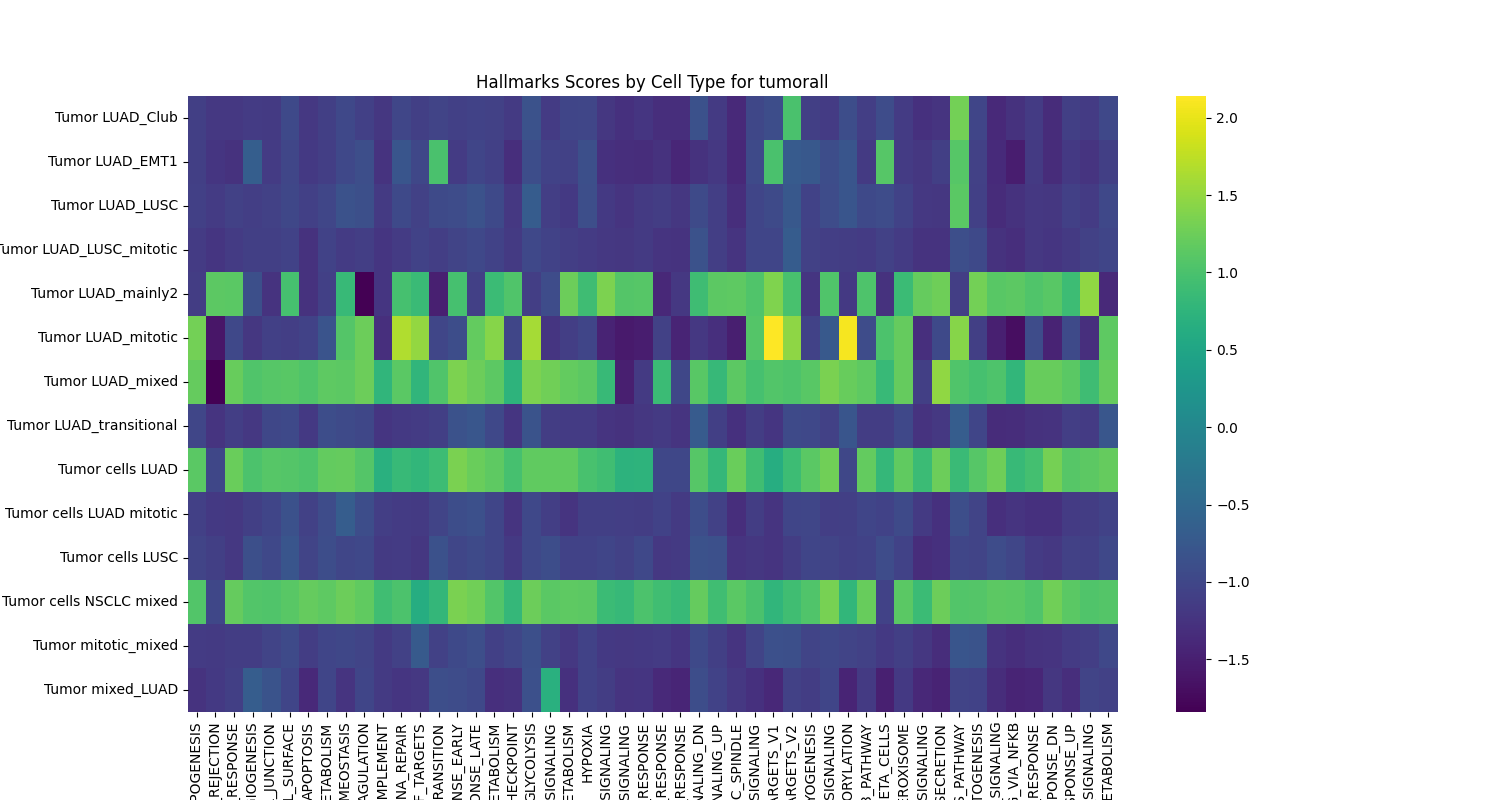 Hallmarks Scores by Cell Type for tumorall
Tumor LUAD_Club
Tumor LUAD_EMT1
Tumor LUAD_LUSC
Tumor LUAD_LUSC_mitotic
Tumor LUAD_mainly2
Tumor LUAD_mitotic
Tumor LUAD_mixed
Tumor LUAD_transitional
Tumor cells LUAD
Tumor cells LUAD mitotic
Tumor cells LUSC
Tumor cells NSCLC mixed
Tumor mitotic_mixed
Tumor mixed_LUAD
2.0
1.5
1.0
0.5
0.0
−0.5
−1.0
−1.5
POGENESIS
_REJECTION
RESPONSE
GIOGENESIS
_JUNCTION
L_SURFACE
APOPTOSIS
ETABOLISM
MEOSTASIS
AGULATION
MPLEMENT
NA_REPAIR
F_TARGETS
RANSITION
NSE_EARLY
ONSE_LATE
ETABOLISM
HECKPOINT
GLYCOLYSIS
SIGNALING
ETABOLISM
HYPOXIA
SIGNALING
SIGNALING
RESPONSE
RESPONSE
RESPONSE
NALING_DN
NALING_UP
C_SPINDLE
SIGNALING
ARGETS_V1
ARGETS_V2
YOGENESIS
SIGNALING
ORYLATION
B_PATHWAY
ETA_CELLS
EROXISOME
SIGNALING
SECRETION
S_PATHWAY
TOGENESIS
SIGNALING
G_VIA_NFKB
RESPONSE
PONSE_DN
SPONSE_UP
SIGNALING
ETABOLISM